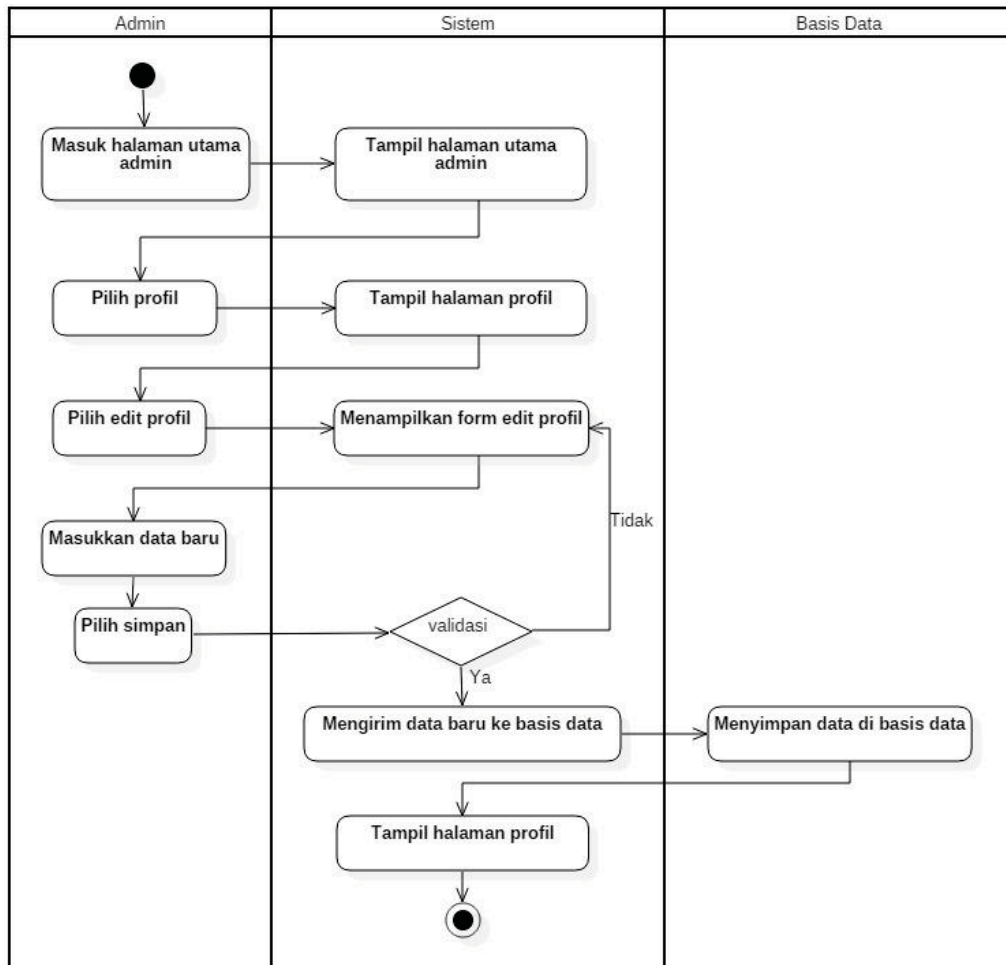 Admin
Sistem
Basis Data
Masuk halaman utama
admin
Tampil halaman utama
admin
Pilih profil
Tampil halaman profil
Pilih edit profil
Menampilkan form edit profil
Tidak
Masukkan data baru
Pilih simpan
validasi
Ya
Mengirim data baru ke basis data
Menyimpan data di basis data
Tampil halaman profil